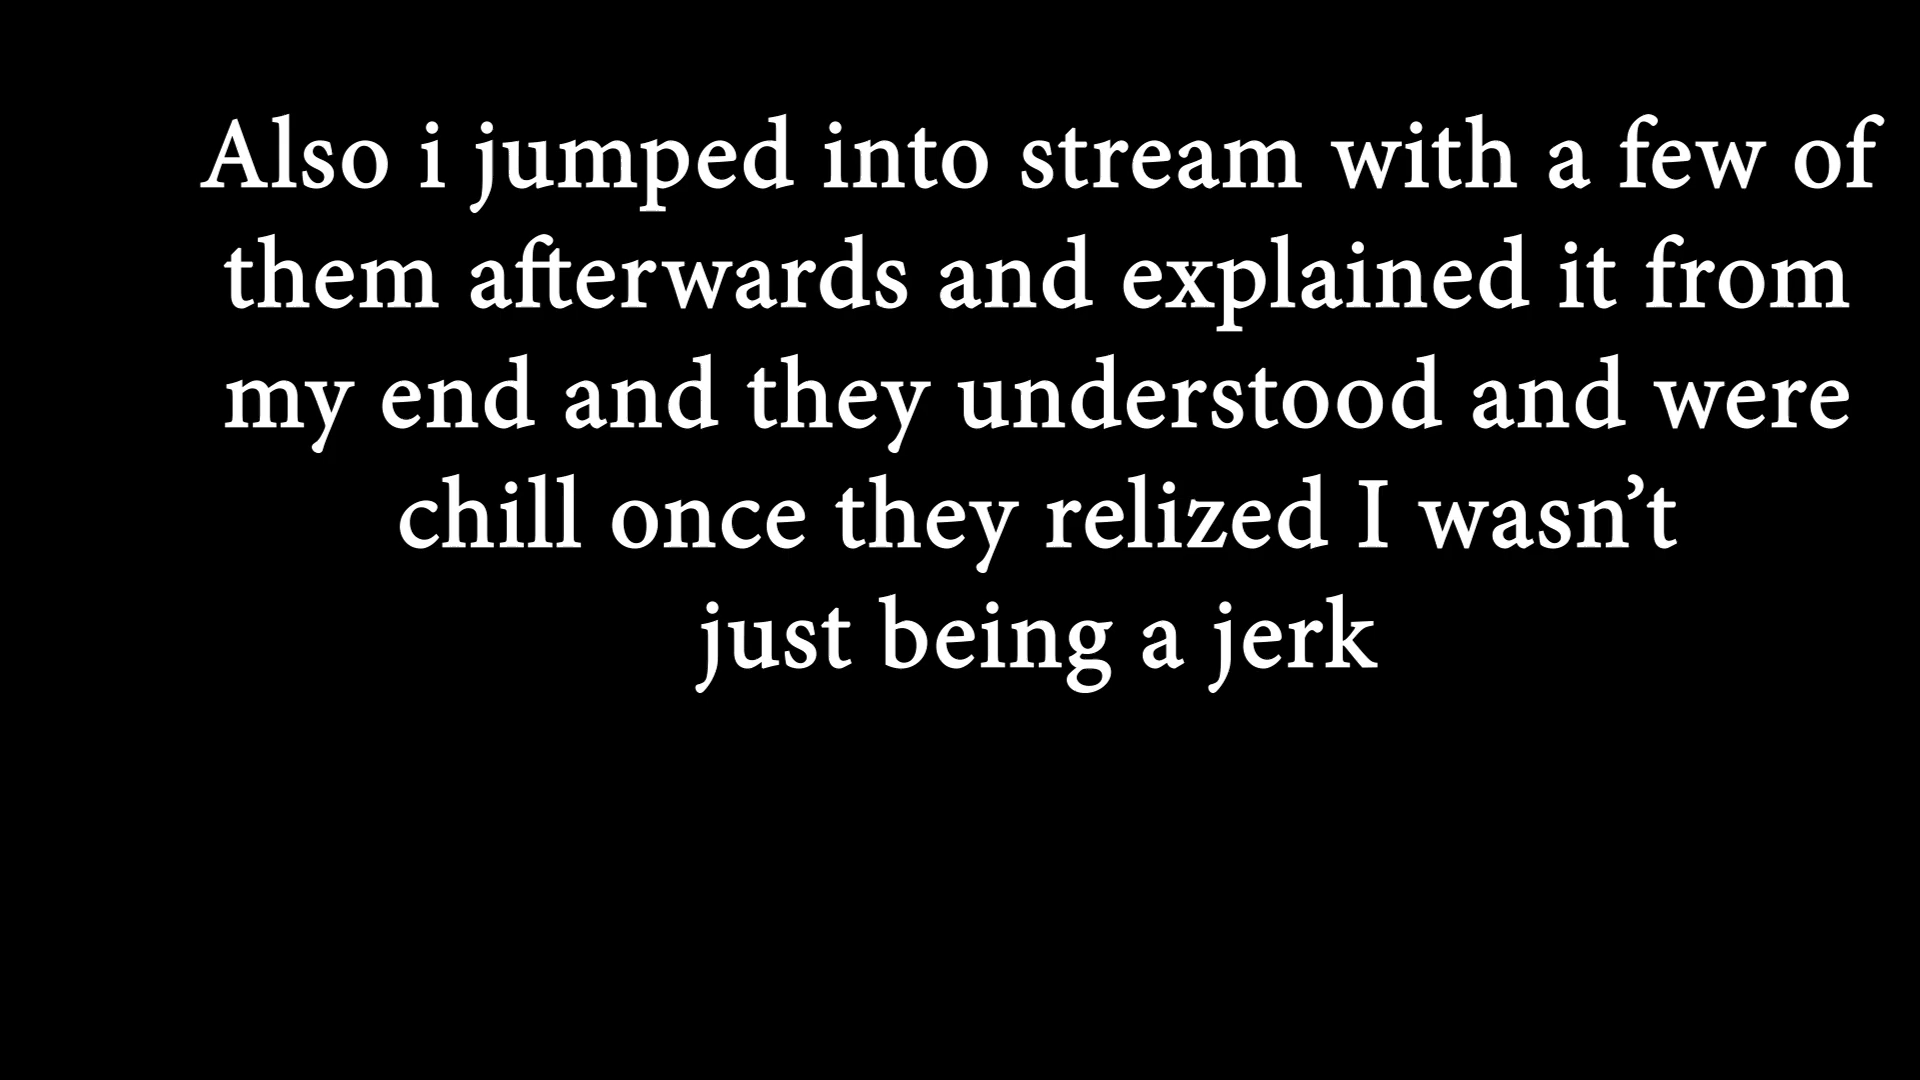 Also i jumped into stream with a few of
them afterwards and explained it from
my end and they understood and were
chill once they relized I wasn’t
just being a jerk